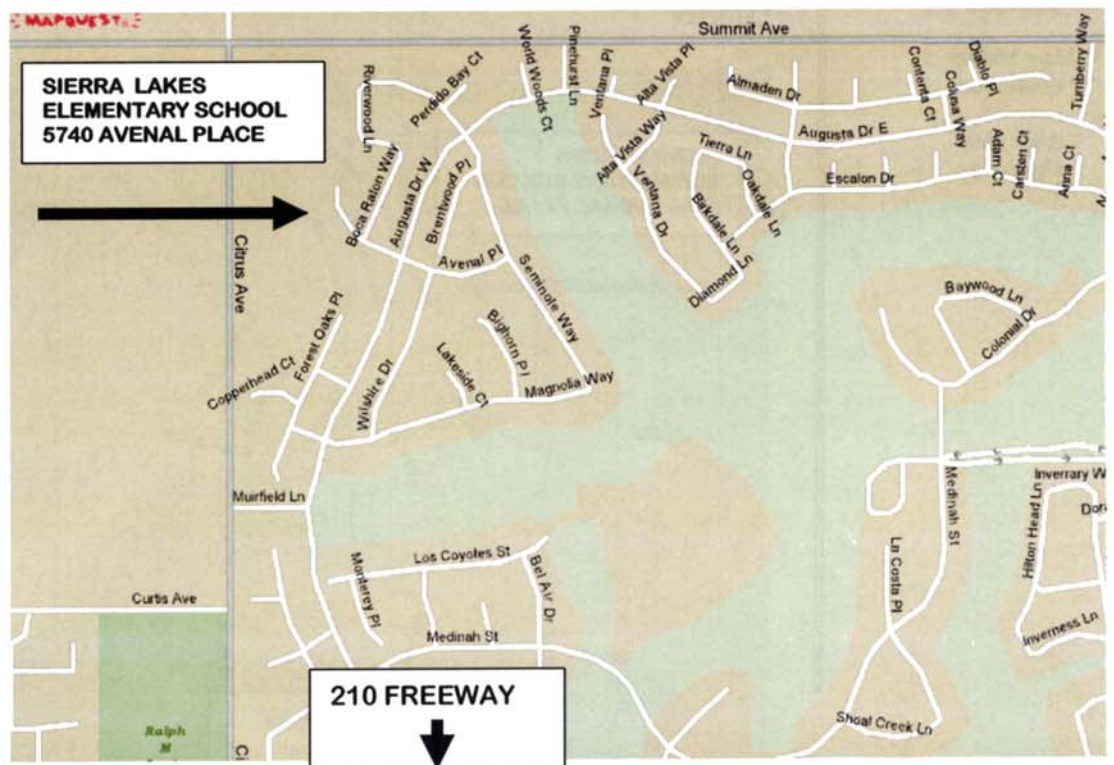 MAPQUEST
Summit Ave
SIERRA LAKES
ELEMENTARY SCHOOL
5740 AVENAL PLACE
Riverwood Ln
Perdido Bay Ct
World Woods Ct
Pinehurst Ln
Ventana Pl
Alta Vista Pl
Almaden Dr
Contenta Ct
Colusa Way
Diablo Pl
Turnberry Way
Augusta Dr E
Boca Raton Way
Augusta Dr W
Brentwood Pl
Alta Vista Way
Tierra Ln
Oakdale Ln
Escalon Dr
Adam Ct
Carsten Ct
Anna Ct
Ventana Dr
Birkdale Ln
Diamond Ln
Citrus Ave
Avenal Pl
Seminole Way
Baywood Ln
Colonial Dr
Forest Oaks Pl
Copperhead Ct
Bighorn Pl
Lakeside Ct
Magnolia Way
Wilshire Dr
Muirfield Ln
Medinah St
Inverrary W
Hilton Head Ln
Dor
Los Coyotes St
Monterey Pl
Bel Air Dr
Ln Costa Pl
Curtis Ave
Medinah St
Inverness Ln
210 FREEWAY
Shoal Creek Ln
Ralph
M
Ci